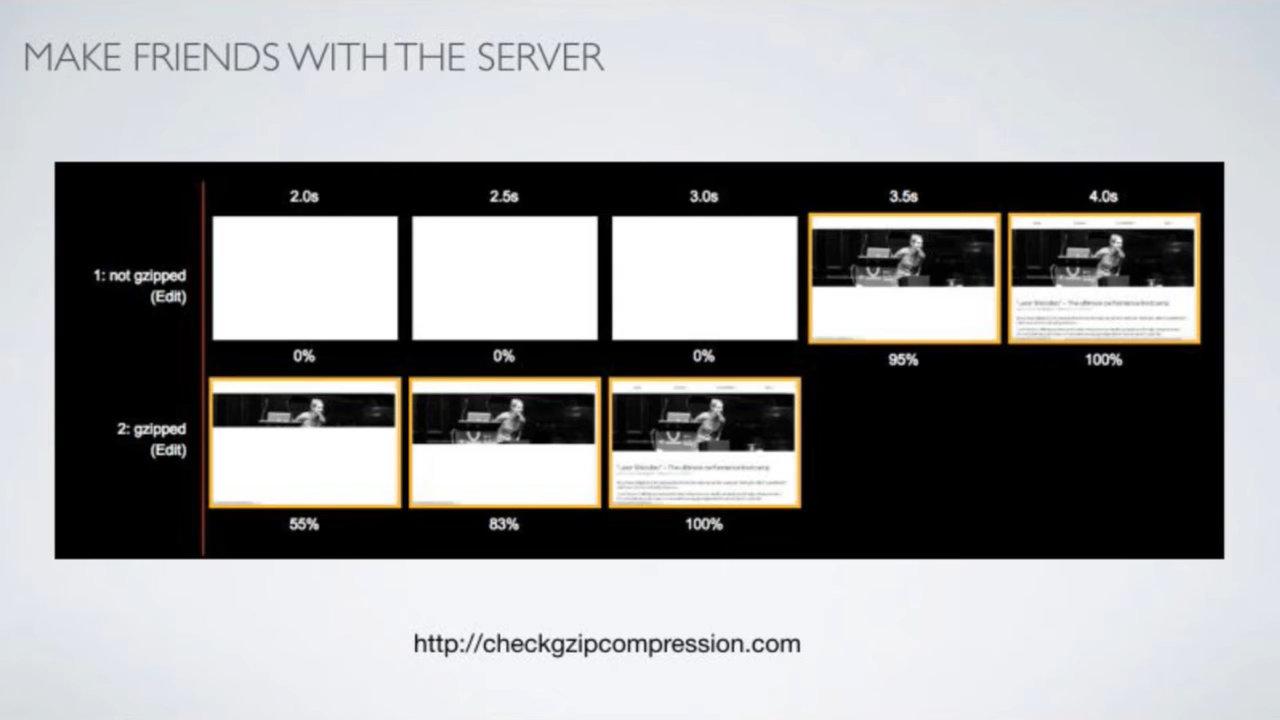 MAKE FRIENDS WITH THE SERVER
2.0s 2.5s 3.0s 3.5s 4.0s
1: not gzipped
(Edit)
0% 0% 0% 95% 100%
2: gzipped
(Edit)
55% 83% 100%
http://checkgzipcompression.com